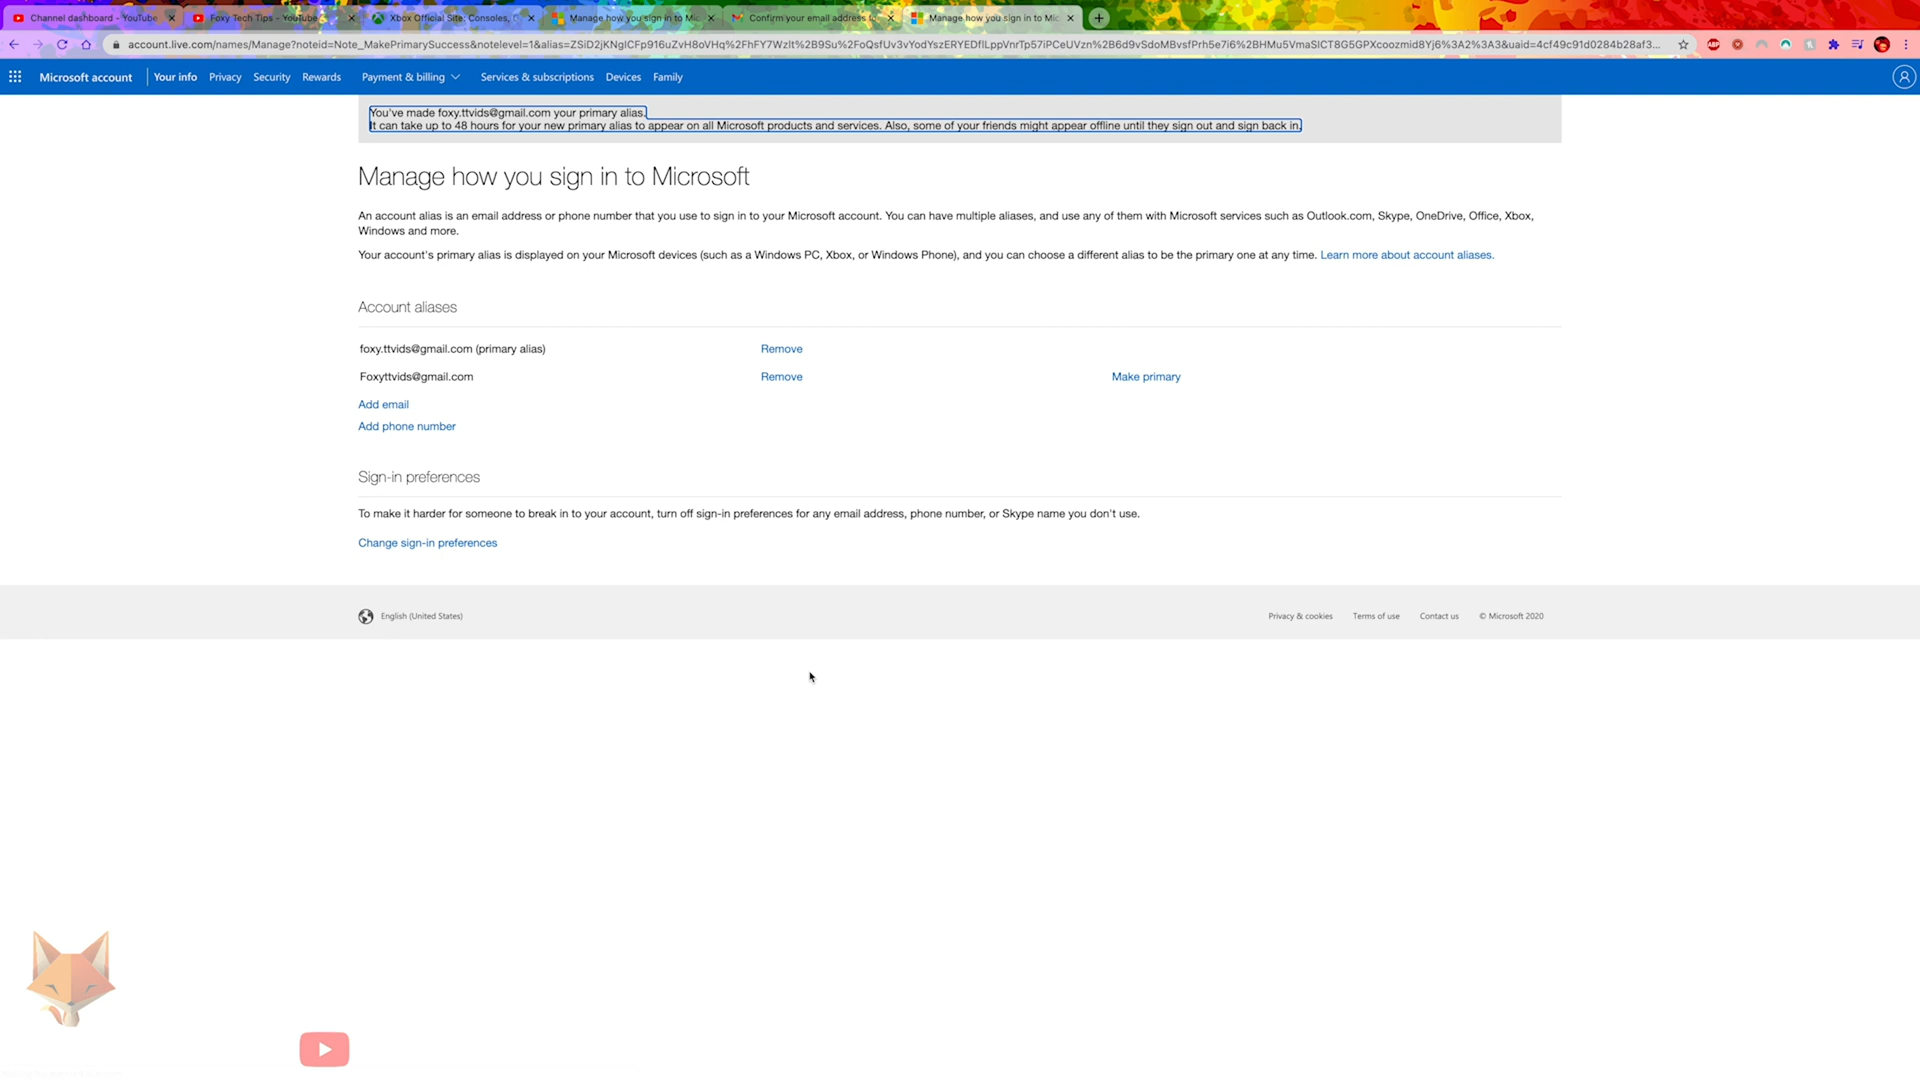 Channel dashboard - YouTube
Foxy Tech Tips - YouTube
Xbox Official Site: Consoles,
Manage how you sign in to Mic
Confirm your email address fo
Manage how you sign in to Mic
account.live.com/names/Manage?noteid=Note_MakePrimarySuccess&notelevel=1&alias=
Microsoft account
Your info
Privacy
Security
Rewards
Payment & billing
Services & subscriptions
Devices
Family
You've made foxy.ttvids@gmail.com your primary alias.
It can take up to 48 hours for your new primary alias to appear on all Microsoft products and services. Also, some of your friends might appear offline until they sign out and sign back in.
Manage how you sign in to Microsoft
An account alias is an email address or phone number that you use to sign in to your Microsoft account. You can have multiple aliases, and use any of them with Microsoft services such as Outlook.com, Skype, OneDrive, Office, Xbox,
Windows and more.
Your account's primary alias is displayed on your Microsoft devices (such as a Windows PC, Xbox, or Windows Phone), and you can choose a different alias to be the primary one at any time. Learn more about account aliases.
Account aliases
foxy.ttvids@gmail.com (primary alias) Remove
Foxyttvids@gmail.com Remove Make primary
Add email
Add phone number
Sign-in preferences
To make it harder for someone to break in to your account, turn off sign-in preferences for any email address, phone number, or Skype name you don't use.
Change sign-in preferences
English (United States)
Privacy & cookies
Terms of use
Contact us
© Microsoft 2020